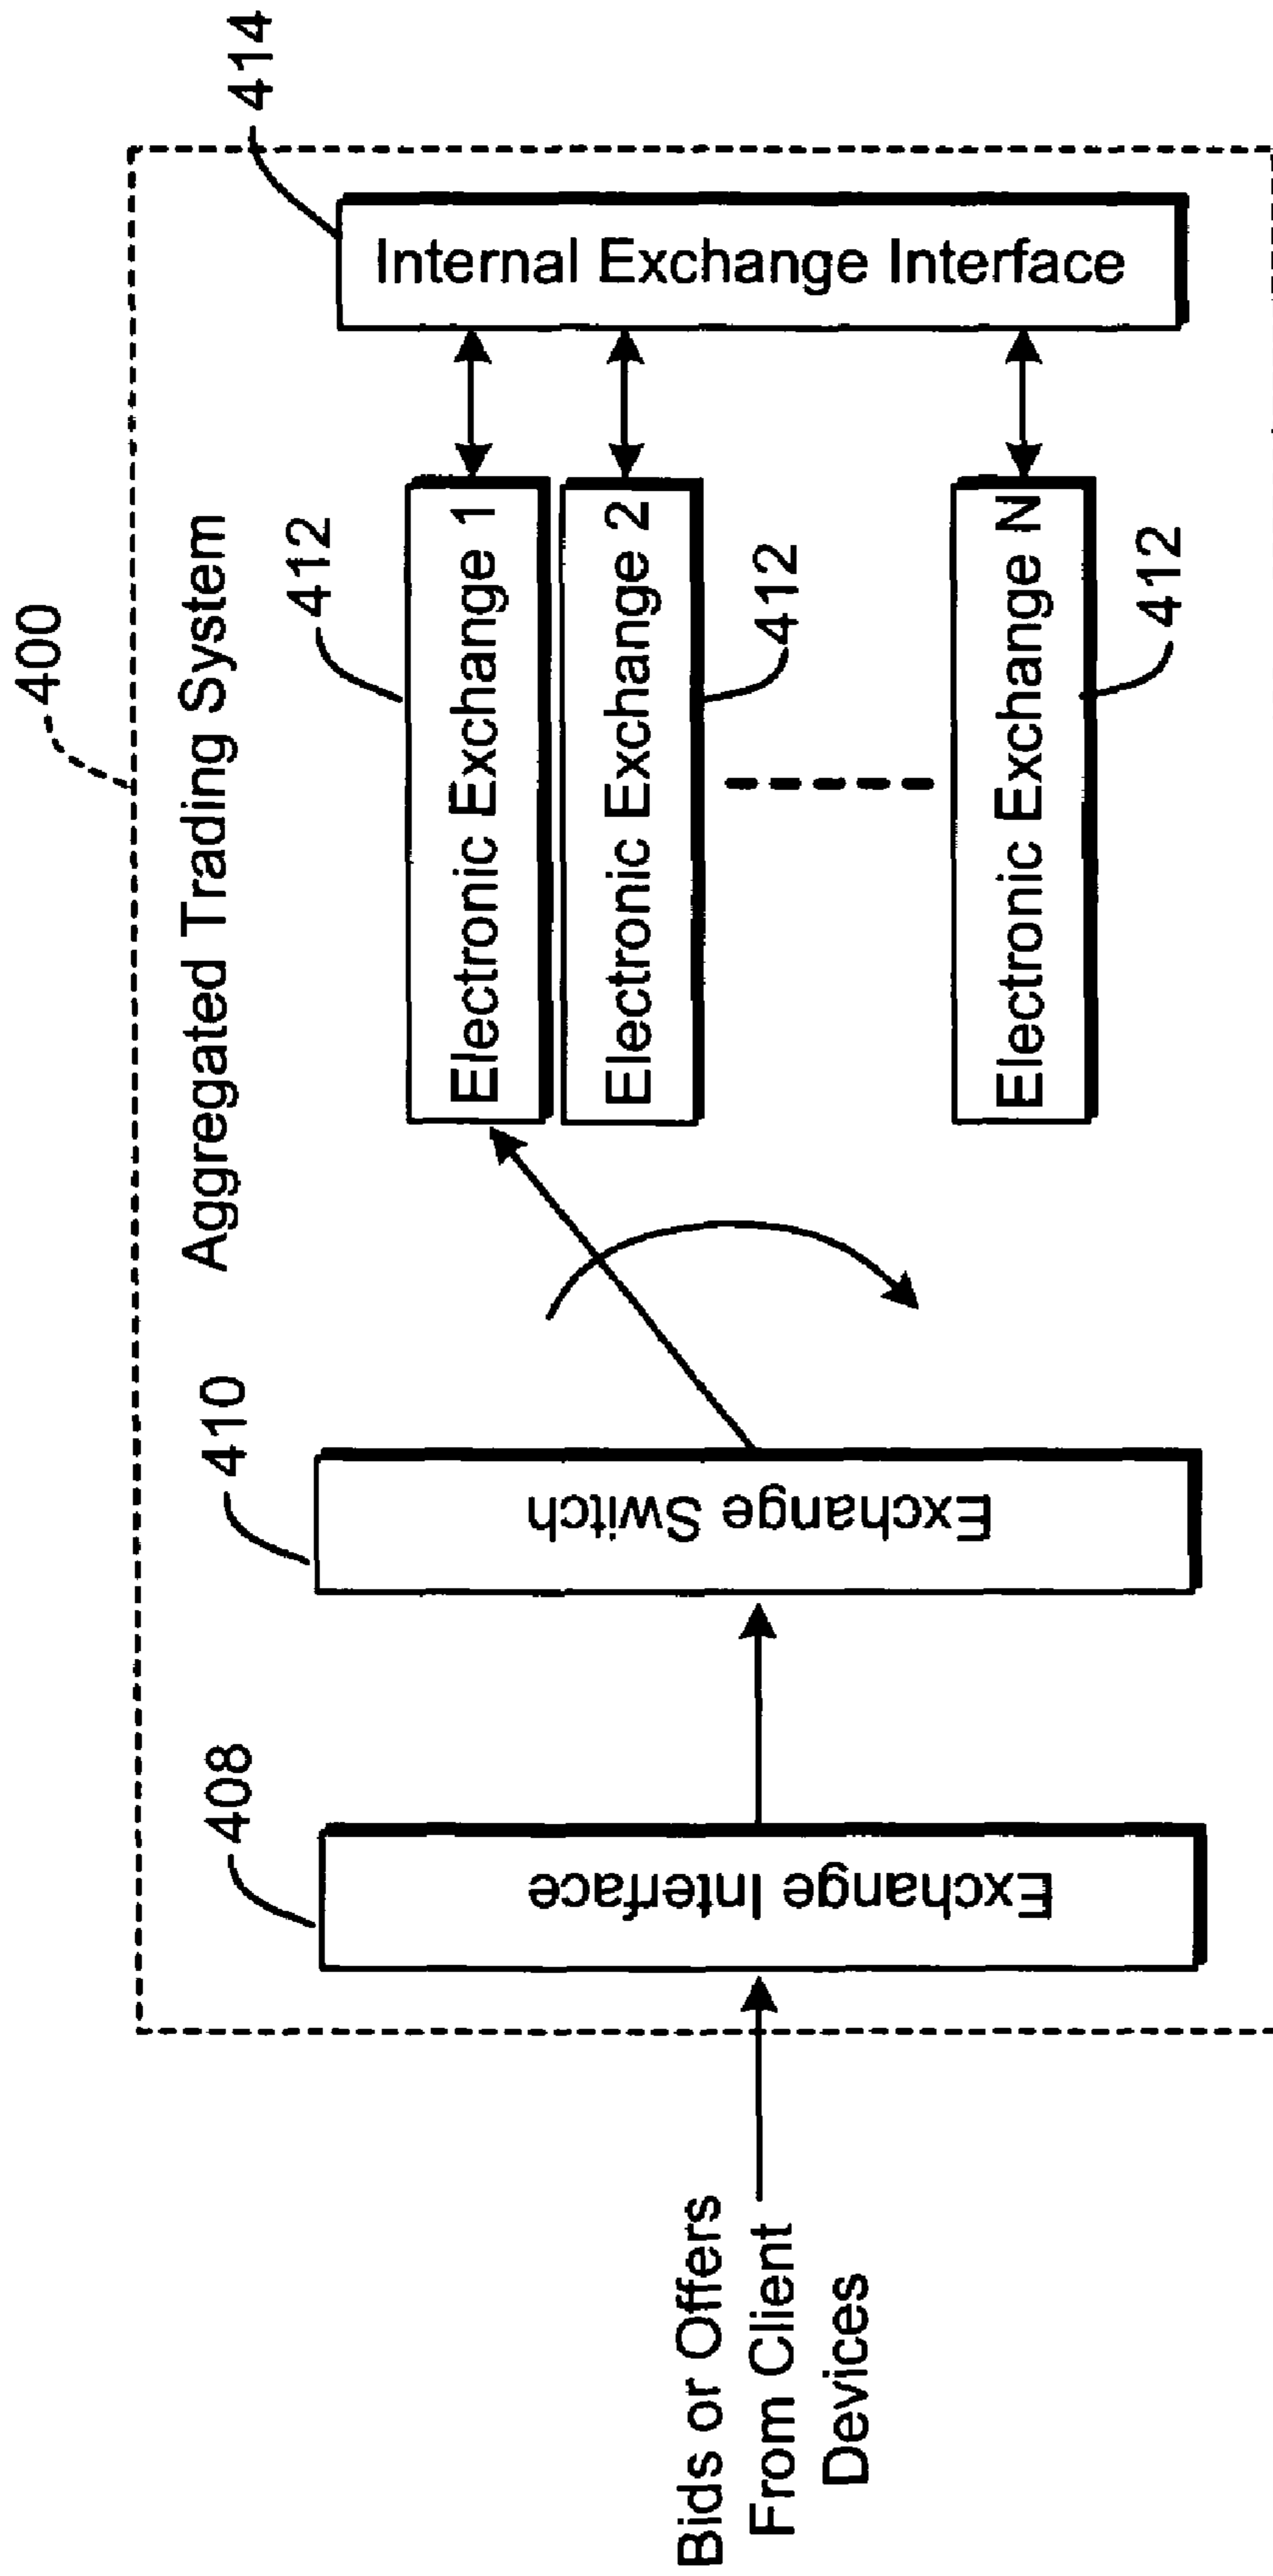 400
Aggregated Trading System
408
410
412
414
Bids or Offers
From Client
Devices
Exchange Interface
Exchange Switch
Electronic Exchange 1
Electronic Exchange 2
412
Electronic Exchange N
412
Internal Exchange Interface